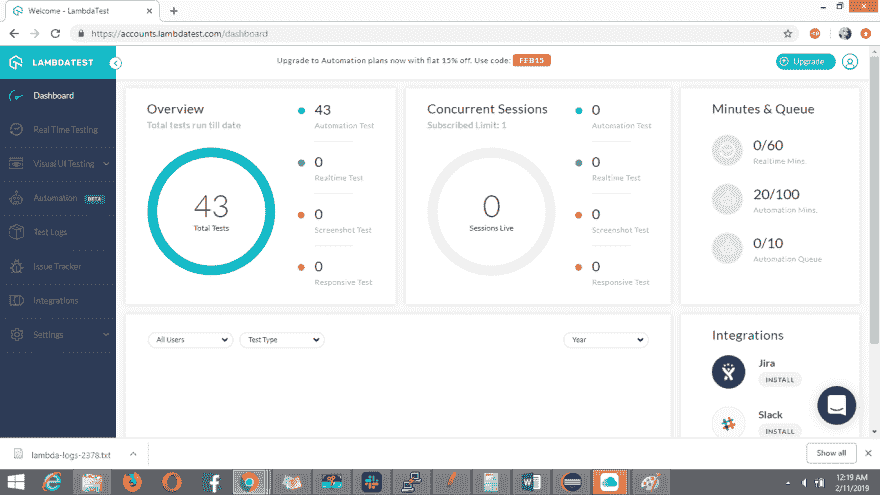 Welcome - LambdaTest
https://accounts.lambdatest.com/dashboard
LAMBDATEST
Upgrade to Automation plans now with flat 15% off. Use code: FEB15
Upgrade
Dashboard
Real Time Testing
Visual UI Testing
Automation BETA
Test Logs
Issue Tracker
Integrations
Settings
Overview
Total tests run till date
43
Total Tests
43
Automation Test
0
Realtime Test
0
Screenshot Test
0
Responsive Test
Concurrent Sessions
Subscribed Limit: 1
0
Sessions Live
0
Automation Test
0
Realtime Test
0
Screenshot Test
0
Responsive Test
Minutes & Queue
0/60
Realtime Mins.
20/100
Automation Mins.
0/10
Automation Queue
All Users
Test Type
Year
Integrations
Jira
INSTALL
Slack
INSTALL
lambda-logs-2378.txt
Show all
12:19 AM
2/11/2019